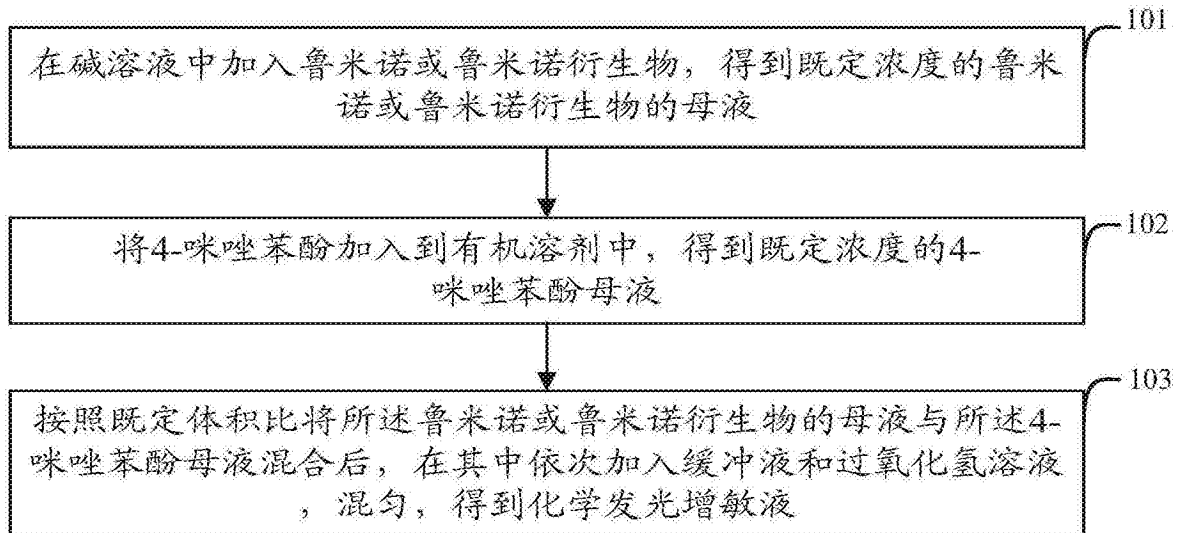 101
在碱溶液中加入鲁米诺或鲁米诺衍生物，得到既定浓度的鲁米
诺或鲁米诺衍生物的母液
102
将4-咪唑苯酚加入到有机溶剂中，得到既定浓度的4-
咪唑苯酚母液
103
按照既定体积比将所述鲁米诺或鲁米诺衍生物的母液与所述4-
咪唑苯酚母液混合后，在其中依次加入缓冲液和过氧化氢溶液
，混匀，得到化学发光增敏液